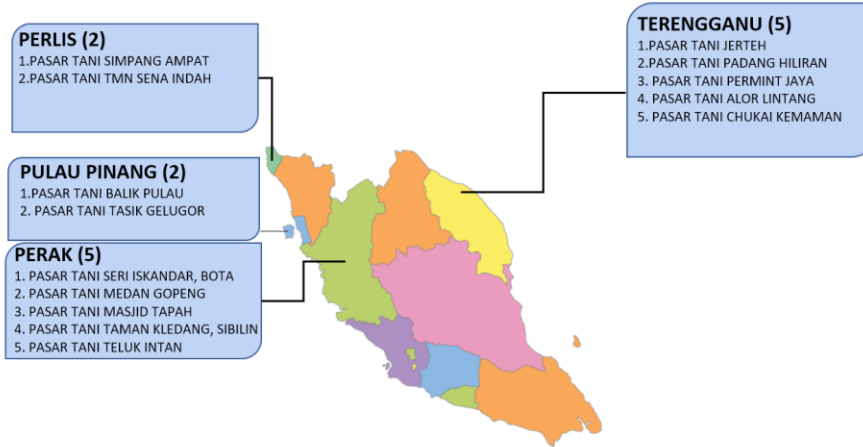 PERLIS (2)
1.PASAR TANI SIMPANG AMPAT
2.PASAR TANI TMN SENA INDAH
PULAU PINANG (2)
1.PASAR TANI BALIK PULAU
2. PASAR TANI TASIK GELUGOR
PERAK (5)
1. PASAR TANI SERI ISKANDAR, BOTA
2. PASAR TANI MEDAN GOPENG
3. PASAR TANI MASJID TAPAH
4. PASAR TANI TAMAN KLEDANG, SIBILIN
5. PASAR TANI TELUK INTAN
TERENGGANU (5)
1.PASAR TANI JERTEH
2.PASAR TANI PADANG HILIRAN
3. PASAR TANI PERMINT JAYA
4. PASAR TANI ALOR LINTANG
5. PASAR TANI CHUKAI KEMAMAN